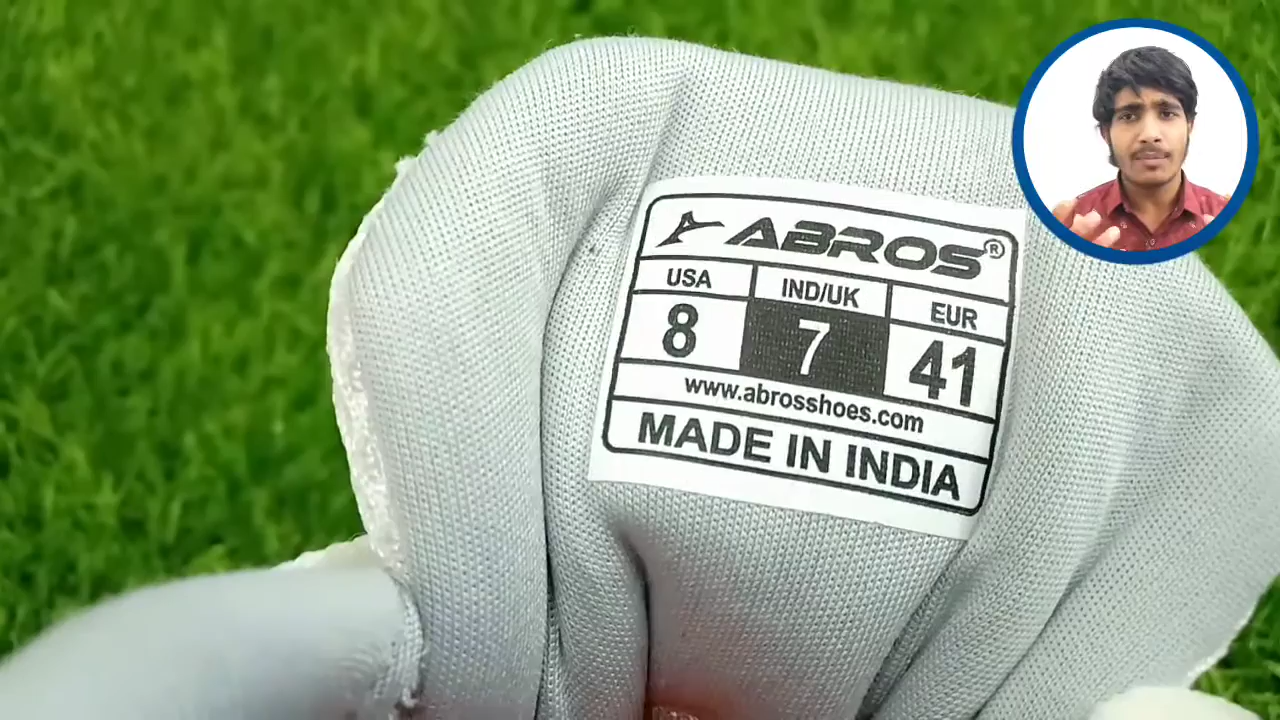 ABROS®
USA IND/UK EUR
8 7 41
www.abrosshoes.com
MADE IN INDIA